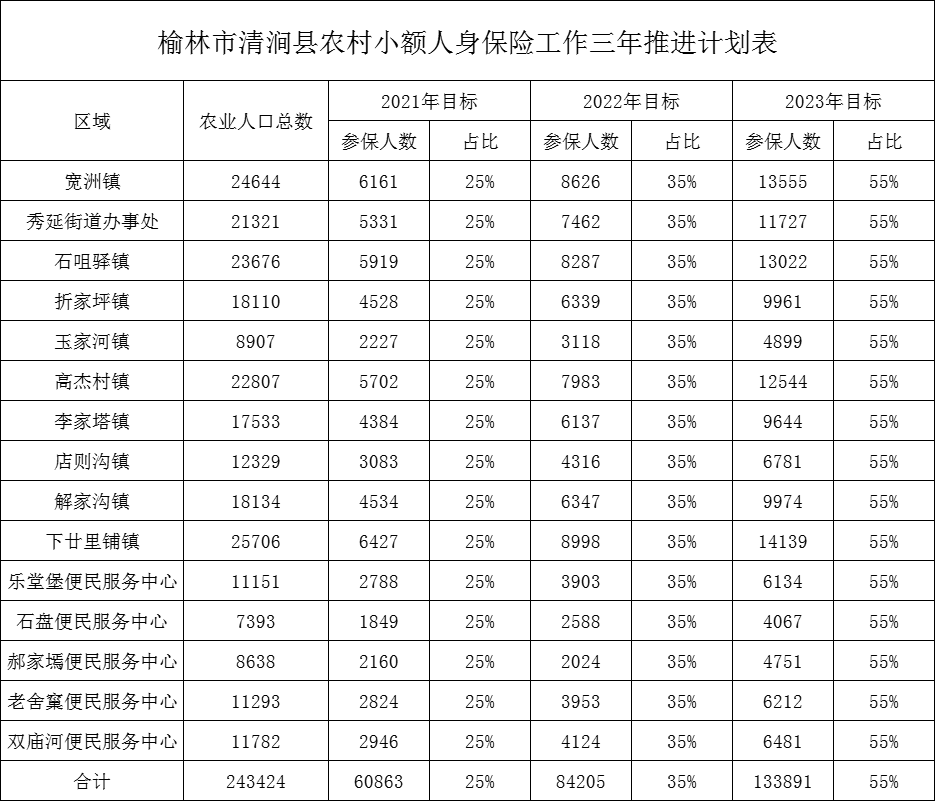 榆林市清涧县农村小额人身保险工作三年推进计划表
区域 农业人口总数 2021年目标 2022年目标 2023年目标
参保人数 占比 参保人数 占比 参保人数 占比
宽洲镇 24644 6161 25% 8626 35% 13555 55%
秀延街道办事处 21321 5331 25% 7462 35% 11727 55%
石咀驿镇 23676 5919 25% 8287 35% 13022 55%
折家坪镇 18110 4528 25% 6339 35% 9961 55%
玉家河镇 8907 2227 25% 3118 35% 4899 55%
高杰村镇 22807 5702 25% 7983 35% 12544 55%
李家塔镇 17533 4384 25% 6137 35% 9644 55%
店则沟镇 12329 3083 25% 4316 35% 6781 55%
解家沟镇 18134 4534 25% 6347 35% 9974 55%
下廿里铺镇 25706 6427 25% 8998 35% 14139 55%
乐堂堡便民服务中心 11151 2788 25% 3903 35% 6134 55%
石盘便民服务中心 7393 1849 25% 2588 35% 4067 55%
郝家墕便民服务中心 8638 2160 25% 2024 35% 4751 55%
老舍窠便民服务中心 11293 2824 25% 3953 35% 6212 55%
双庙河便民服务中心 11782 2946 25% 4124 35% 6481 55%
合计 243424 60863 25% 84205 35% 133891 55%